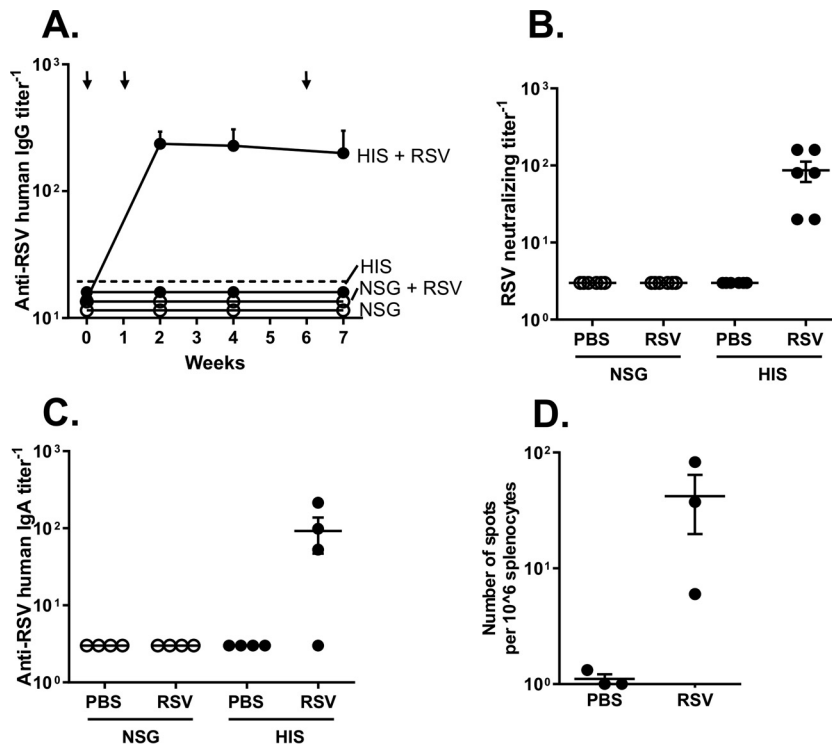 A.
Anti-RSV human IgG titer⁻¹
10³
10²
10¹
HIS + RSV
HIS
NSG + RSV
NSG
0 1 2 3 4 5 6 7
Weeks
B.
RSV neutralizing titer⁻¹
10³
10²
10¹
10⁰
PBS RSV PBS RSV
NSG HIS
C.
Anti-RSV human IgA titer⁻¹
10³
10²
10¹
10⁰
PBS RSV PBS RSV
NSG HIS
D.
Number of spots
per 10^6 splenocytes
10²
10¹
10⁰
PBS RSV